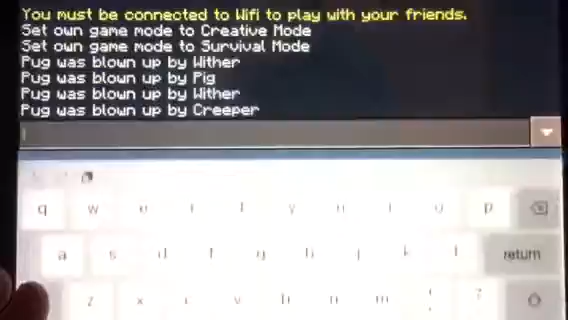 You must be connected to Wifi to play with your friends.
Set own game mode to Creative Mode
Set own game mode to Survival Mode
Pug was blown up by Wither
Pug was blown up by Pig
Pug was blown up by Wither
Pug was blown up by Creeper
q w e r t y u i o p
a s d f g h j k l return
z x c v b n m ! ?